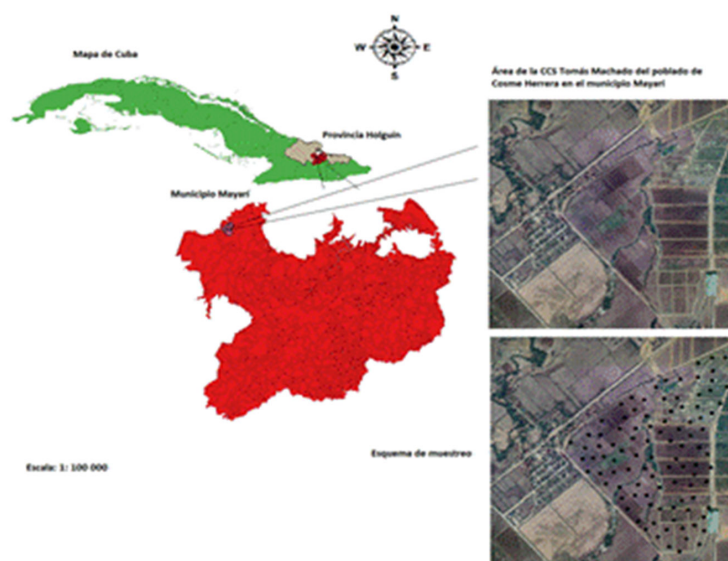 N
W E
S
Mapa de Cuba
Área de la CCS Tomás Machado del poblado de
Cosme Herrera en el municipio Mayarí
Provincia Holguín
Municipio Mayarí
Esquema de muestreo
Escala: 1: 100 000